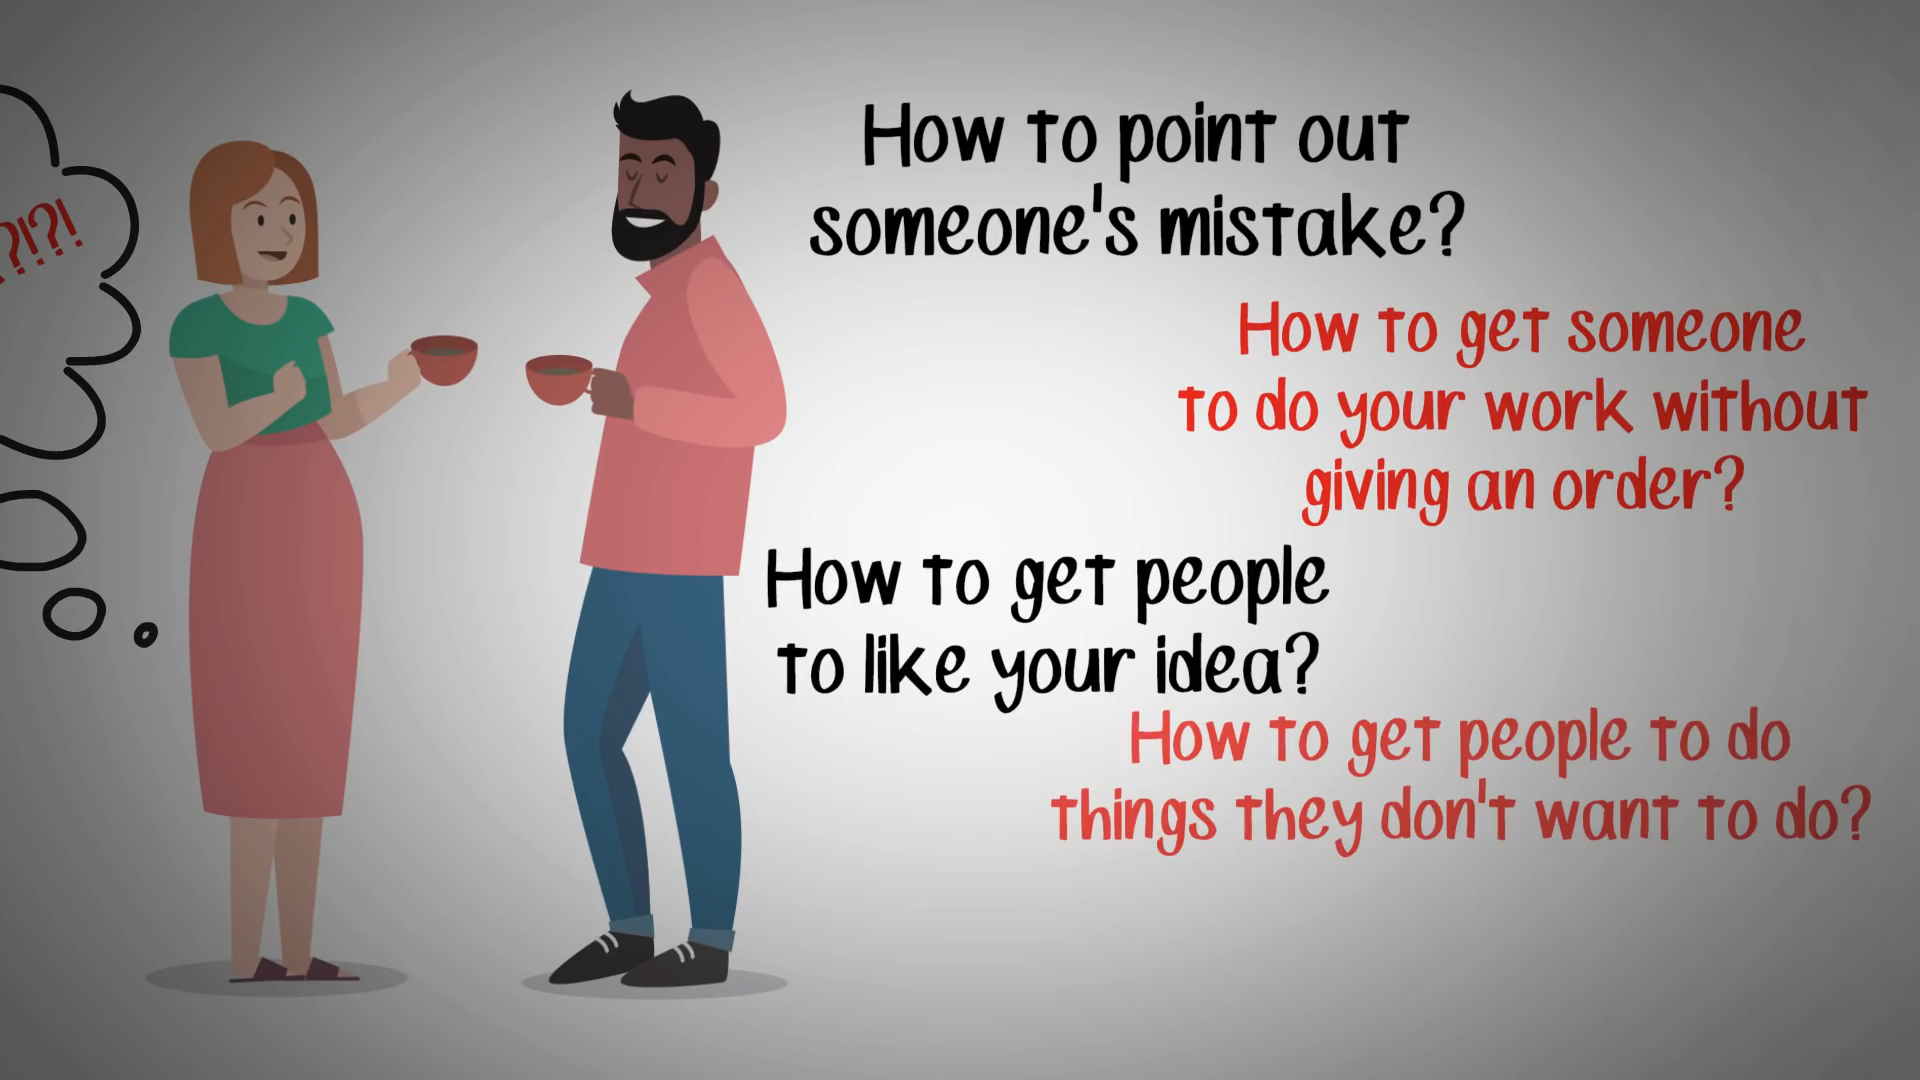 ?!?!
How to point out
someone's mistake?
How to get someone
to do your work without
giving an order?
How to get people
to like your idea?
How to get people to do
things they don't want to do?